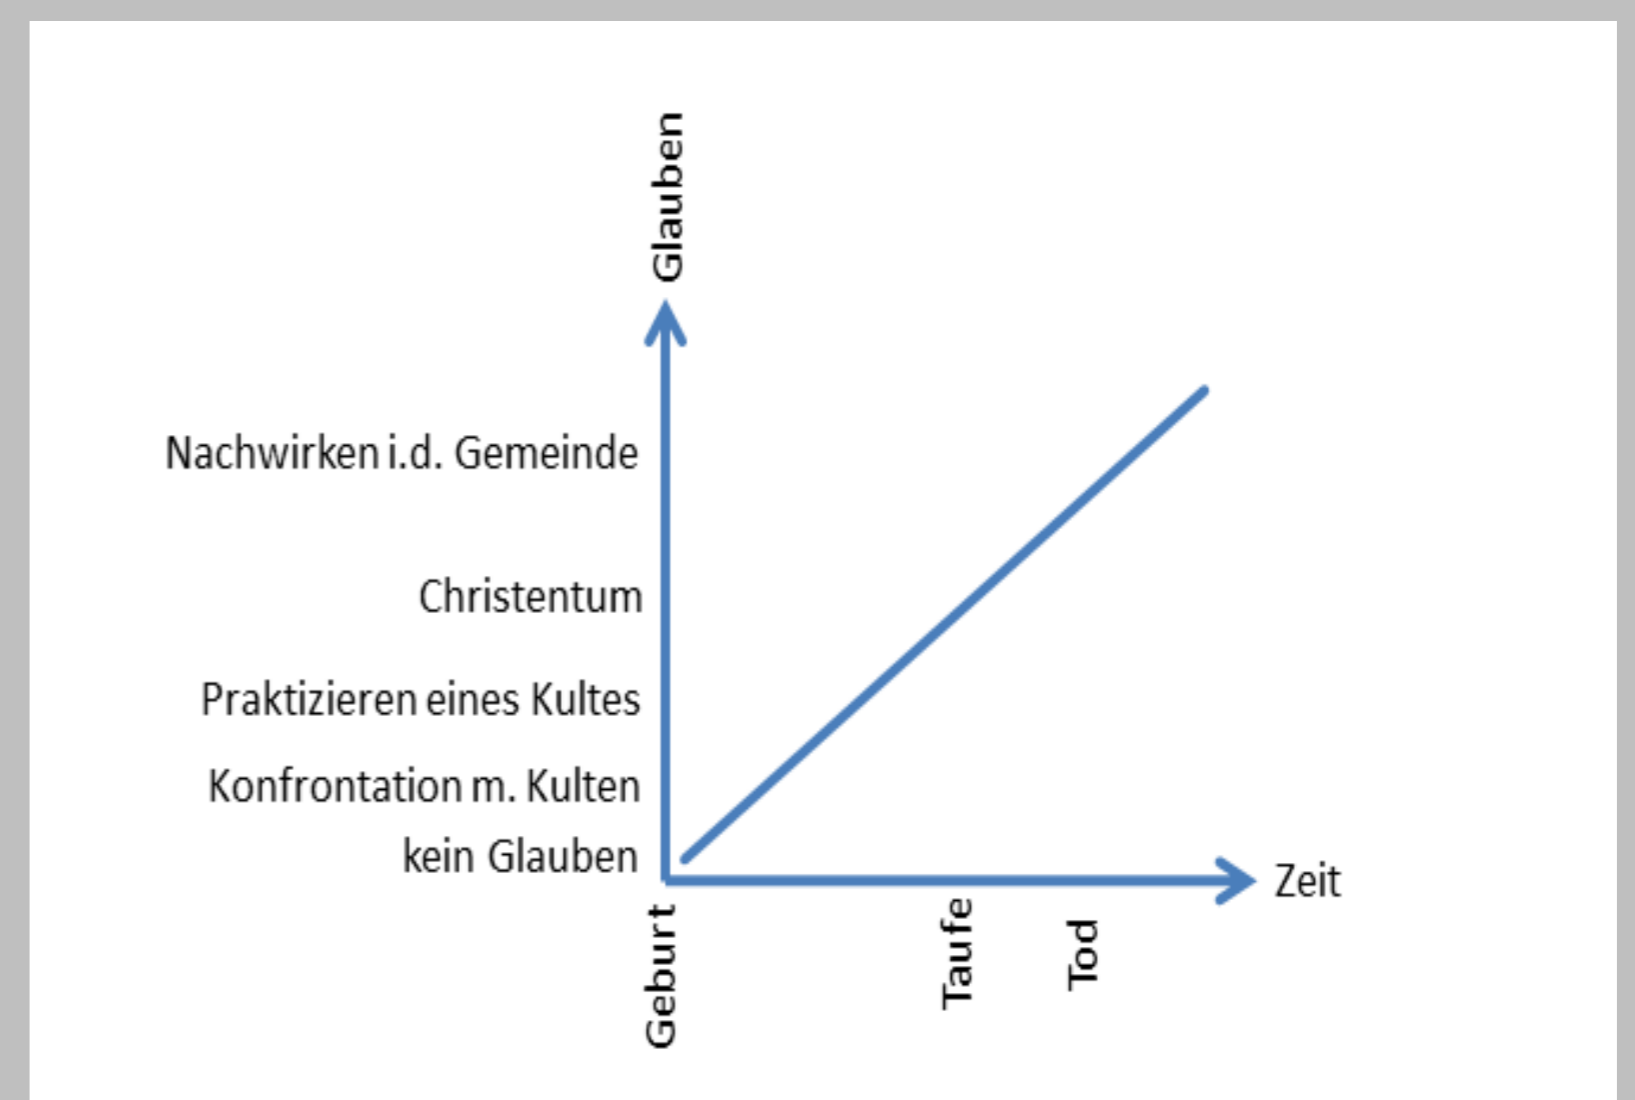 Glauben
Nachwirken i.d. Gemeinde
Christentum
Praktizieren eines Kultes
Konfrontation m. Kulten
kein Glauben
Zeit
Geburt
Taufe
Tod